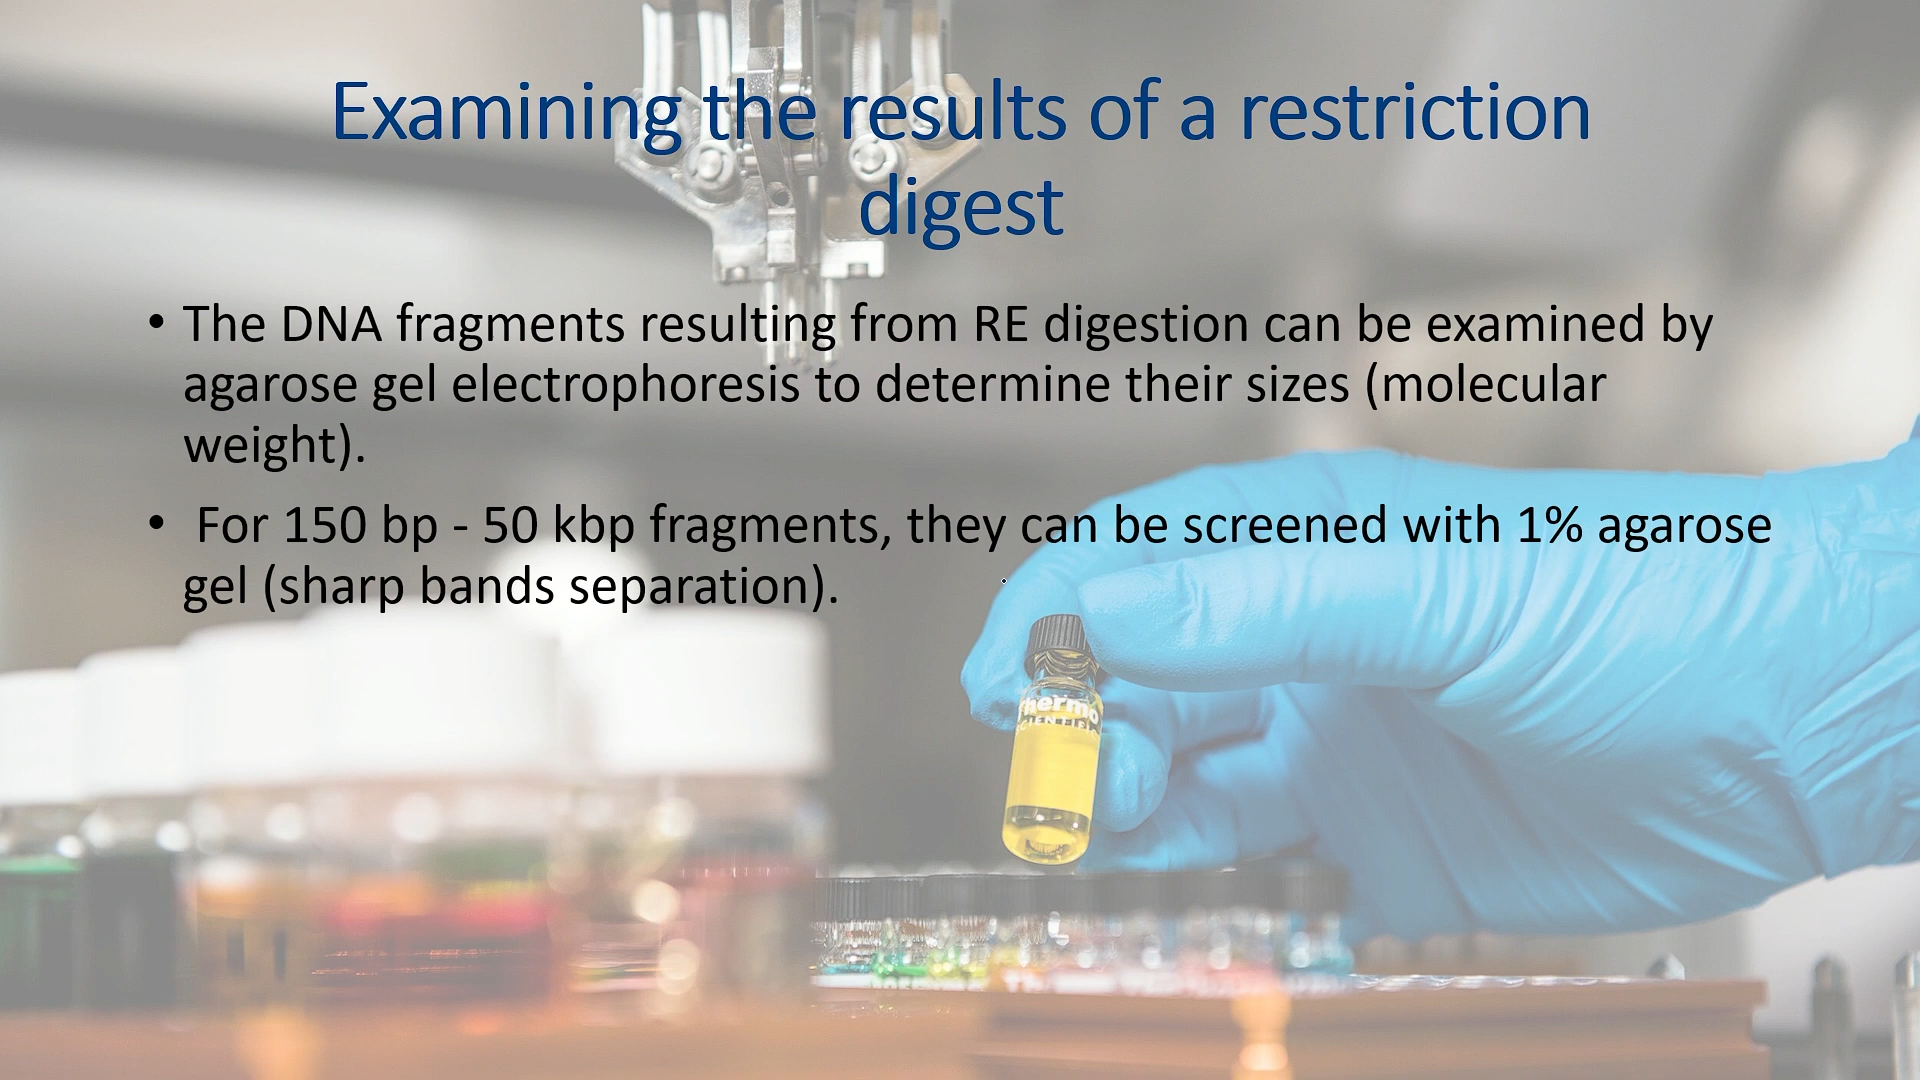 Examining the results of a restriction
digest
• The DNA fragments resulting from RE digestion can be examined by
agarose gel electrophoresis to determine their sizes (molecular
weight).
• For 150 bp - 50 kbp fragments, they can be screened with 1% agarose
gel (sharp bands separation).
Thermo